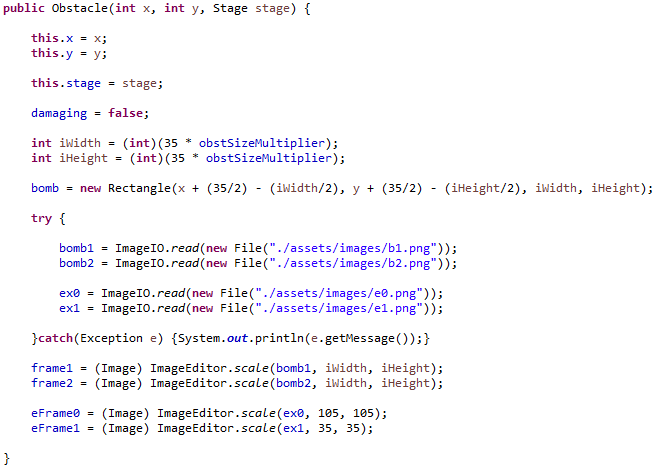 public Obstacle(int x, int y, Stage stage) {
this.x = x;
this.y = y;
this.stage = stage;
damaging = false;
int iWidth = (int)(35 * obstSizeMultiplier);
int iHeight = (int)(35 * obstSizeMultiplier);
bomb = new Rectangle(x + (35/2) - (iWidth/2), y + (35/2) - (iHeight/2), iWidth, iHeight);
try {
bomb1 = ImageIO.read(new File("./assets/images/b1.png"));
bomb2 = ImageIO.read(new File("./assets/images/b2.png"));
ex0 = ImageIO.read(new File("./assets/images/e0.png"));
ex1 = ImageIO.read(new File("./assets/images/e1.png"));
}catch(Exception e) {System.out.println(e.getMessage());}
frame1 = (Image) ImageEditor.scale(bomb1, iWidth, iHeight);
frame2 = (Image) ImageEditor.scale(bomb2, iWidth, iHeight);
eFrame0 = (Image) ImageEditor.scale(ex0, 105, 105);
eFrame1 = (Image) ImageEditor.scale(ex1, 35, 35);
}